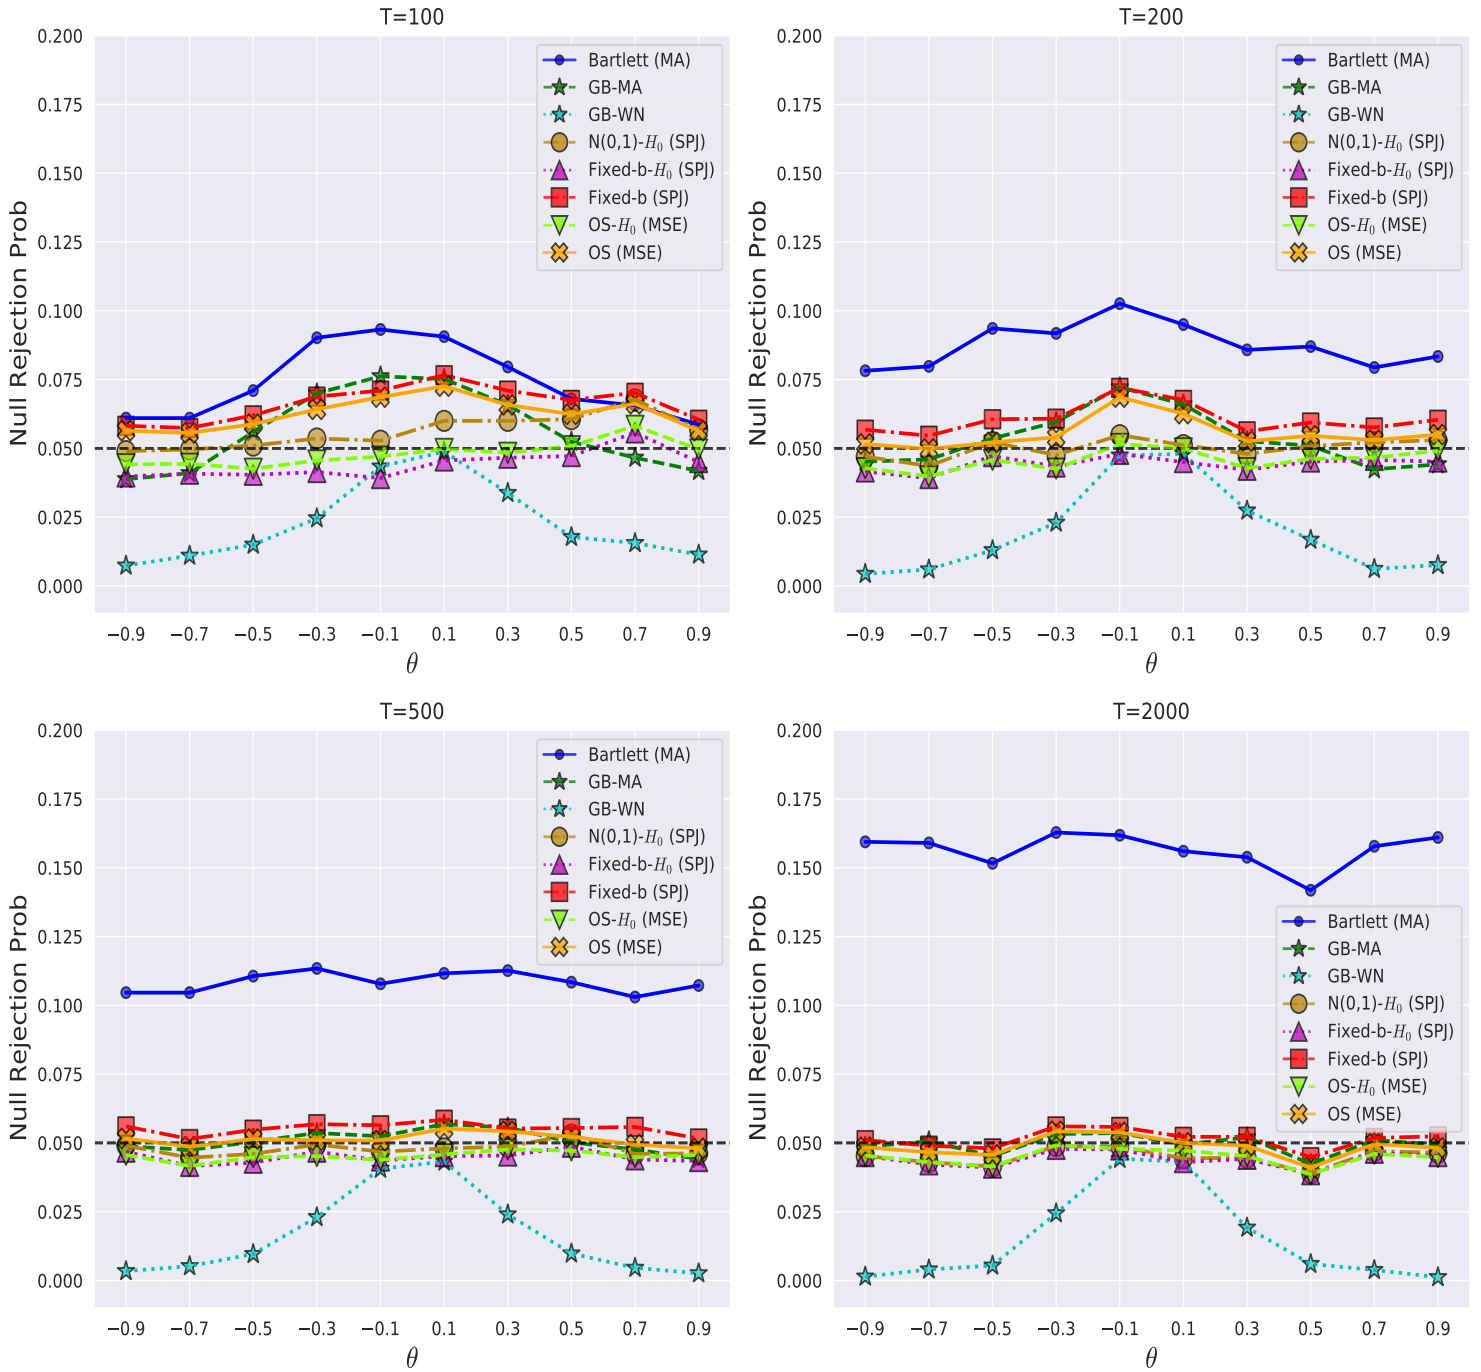 T=100
Null Rejection Prob
0.200
0.175
0.150
0.125
0.100
0.075
0.050
0.025
0.000
Bartlett (MA)
GB-MA
GB-WN
N(0,1)-H₀ (SPJ)
Fixed-b-H₀ (SPJ)
Fixed-b (SPJ)
OS-H₀ (MSE)
OS (MSE)
−0.9 −0.7 −0.5 −0.3 −0.1 0.1 0.3 0.5 0.7 0.9
θ
T=200
Null Rejection Prob
0.200
0.175
0.150
0.125
0.100
0.075
0.050
0.025
0.000
Bartlett (MA)
GB-MA
GB-WN
N(0,1)-H₀ (SPJ)
Fixed-b-H₀ (SPJ)
Fixed-b (SPJ)
OS-H₀ (MSE)
OS (MSE)
−0.9 −0.7 −0.5 −0.3 −0.1 0.1 0.3 0.5 0.7 0.9
θ
T=500
Null Rejection Prob
0.200
0.175
0.150
0.125
0.100
0.075
0.050
0.025
0.000
Bartlett (MA)
GB-MA
GB-WN
N(0,1)-H₀ (SPJ)
Fixed-b-H₀ (SPJ)
Fixed-b (SPJ)
OS-H₀ (MSE)
OS (MSE)
−0.9 −0.7 −0.5 −0.3 −0.1 0.1 0.3 0.5 0.7 0.9
θ
T=2000
Null Rejection Prob
0.200
0.175
0.150
0.125
0.100
0.075
0.050
0.025
0.000
Bartlett (MA)
GB-MA
GB-WN
N(0,1)-H₀ (SPJ)
Fixed-b-H₀ (SPJ)
Fixed-b (SPJ)
OS-H₀ (MSE)
OS (MSE)
−0.9 −0.7 −0.5 −0.3 −0.1 0.1 0.3 0.5 0.7 0.9
θ